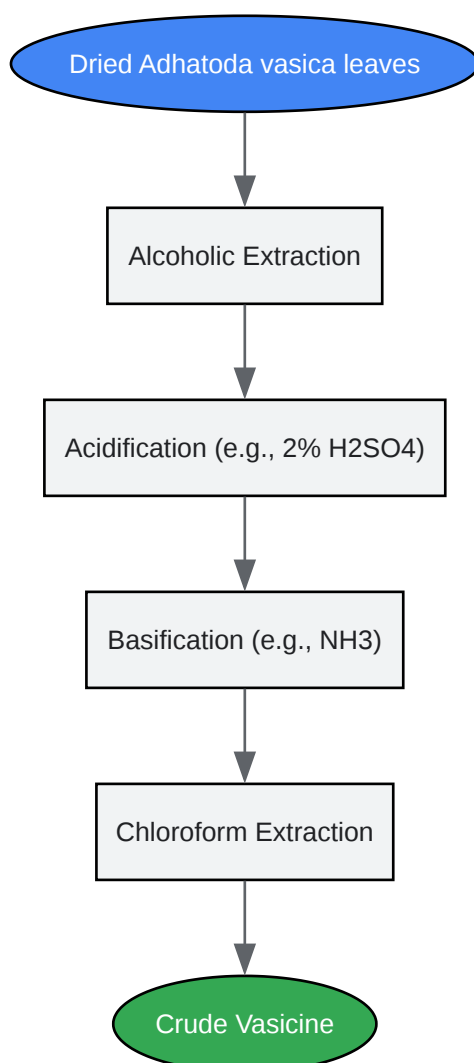 Dried Adhatoda vasica leaves
Alcoholic Extraction
Acidification (e.g., 2% H2SO4)
Basification (e.g., NH3)
Chloroform Extraction
Crude Vasicine